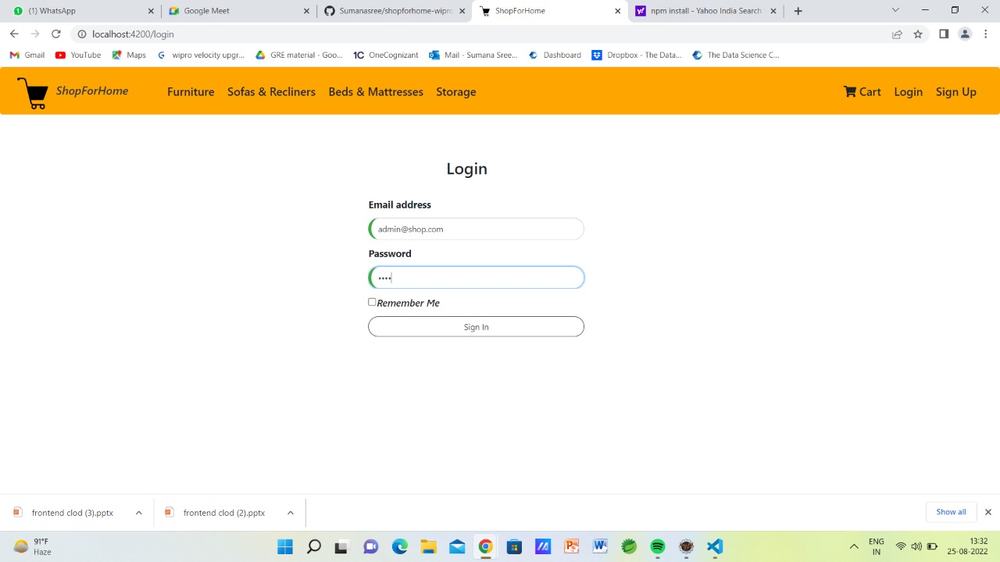 (1) WhatsApp
Google Meet
Sumanasree/shopforhome-wipro
ShopForHome
npm install - Yahoo India Search
localhost:4200/login
Gmail
YouTube
Maps
wipro velocity upgr...
GRE material - Goo...
OneCognizant
Mail - Sumana Sree...
Dashboard
Dropbox - The Data...
The Data Science C...
ShopForHome
Furniture
Sofas & Recliners
Beds & Mattresses
Storage
Cart
Login
Sign Up
Login
Email address
admin@shop.com
Password
••••
Remember Me
Sign In
frontend clod (3).pptx
frontend clod (2).pptx
Show all
91°F
Haze
ENG
IN
13:32
25-08-2022